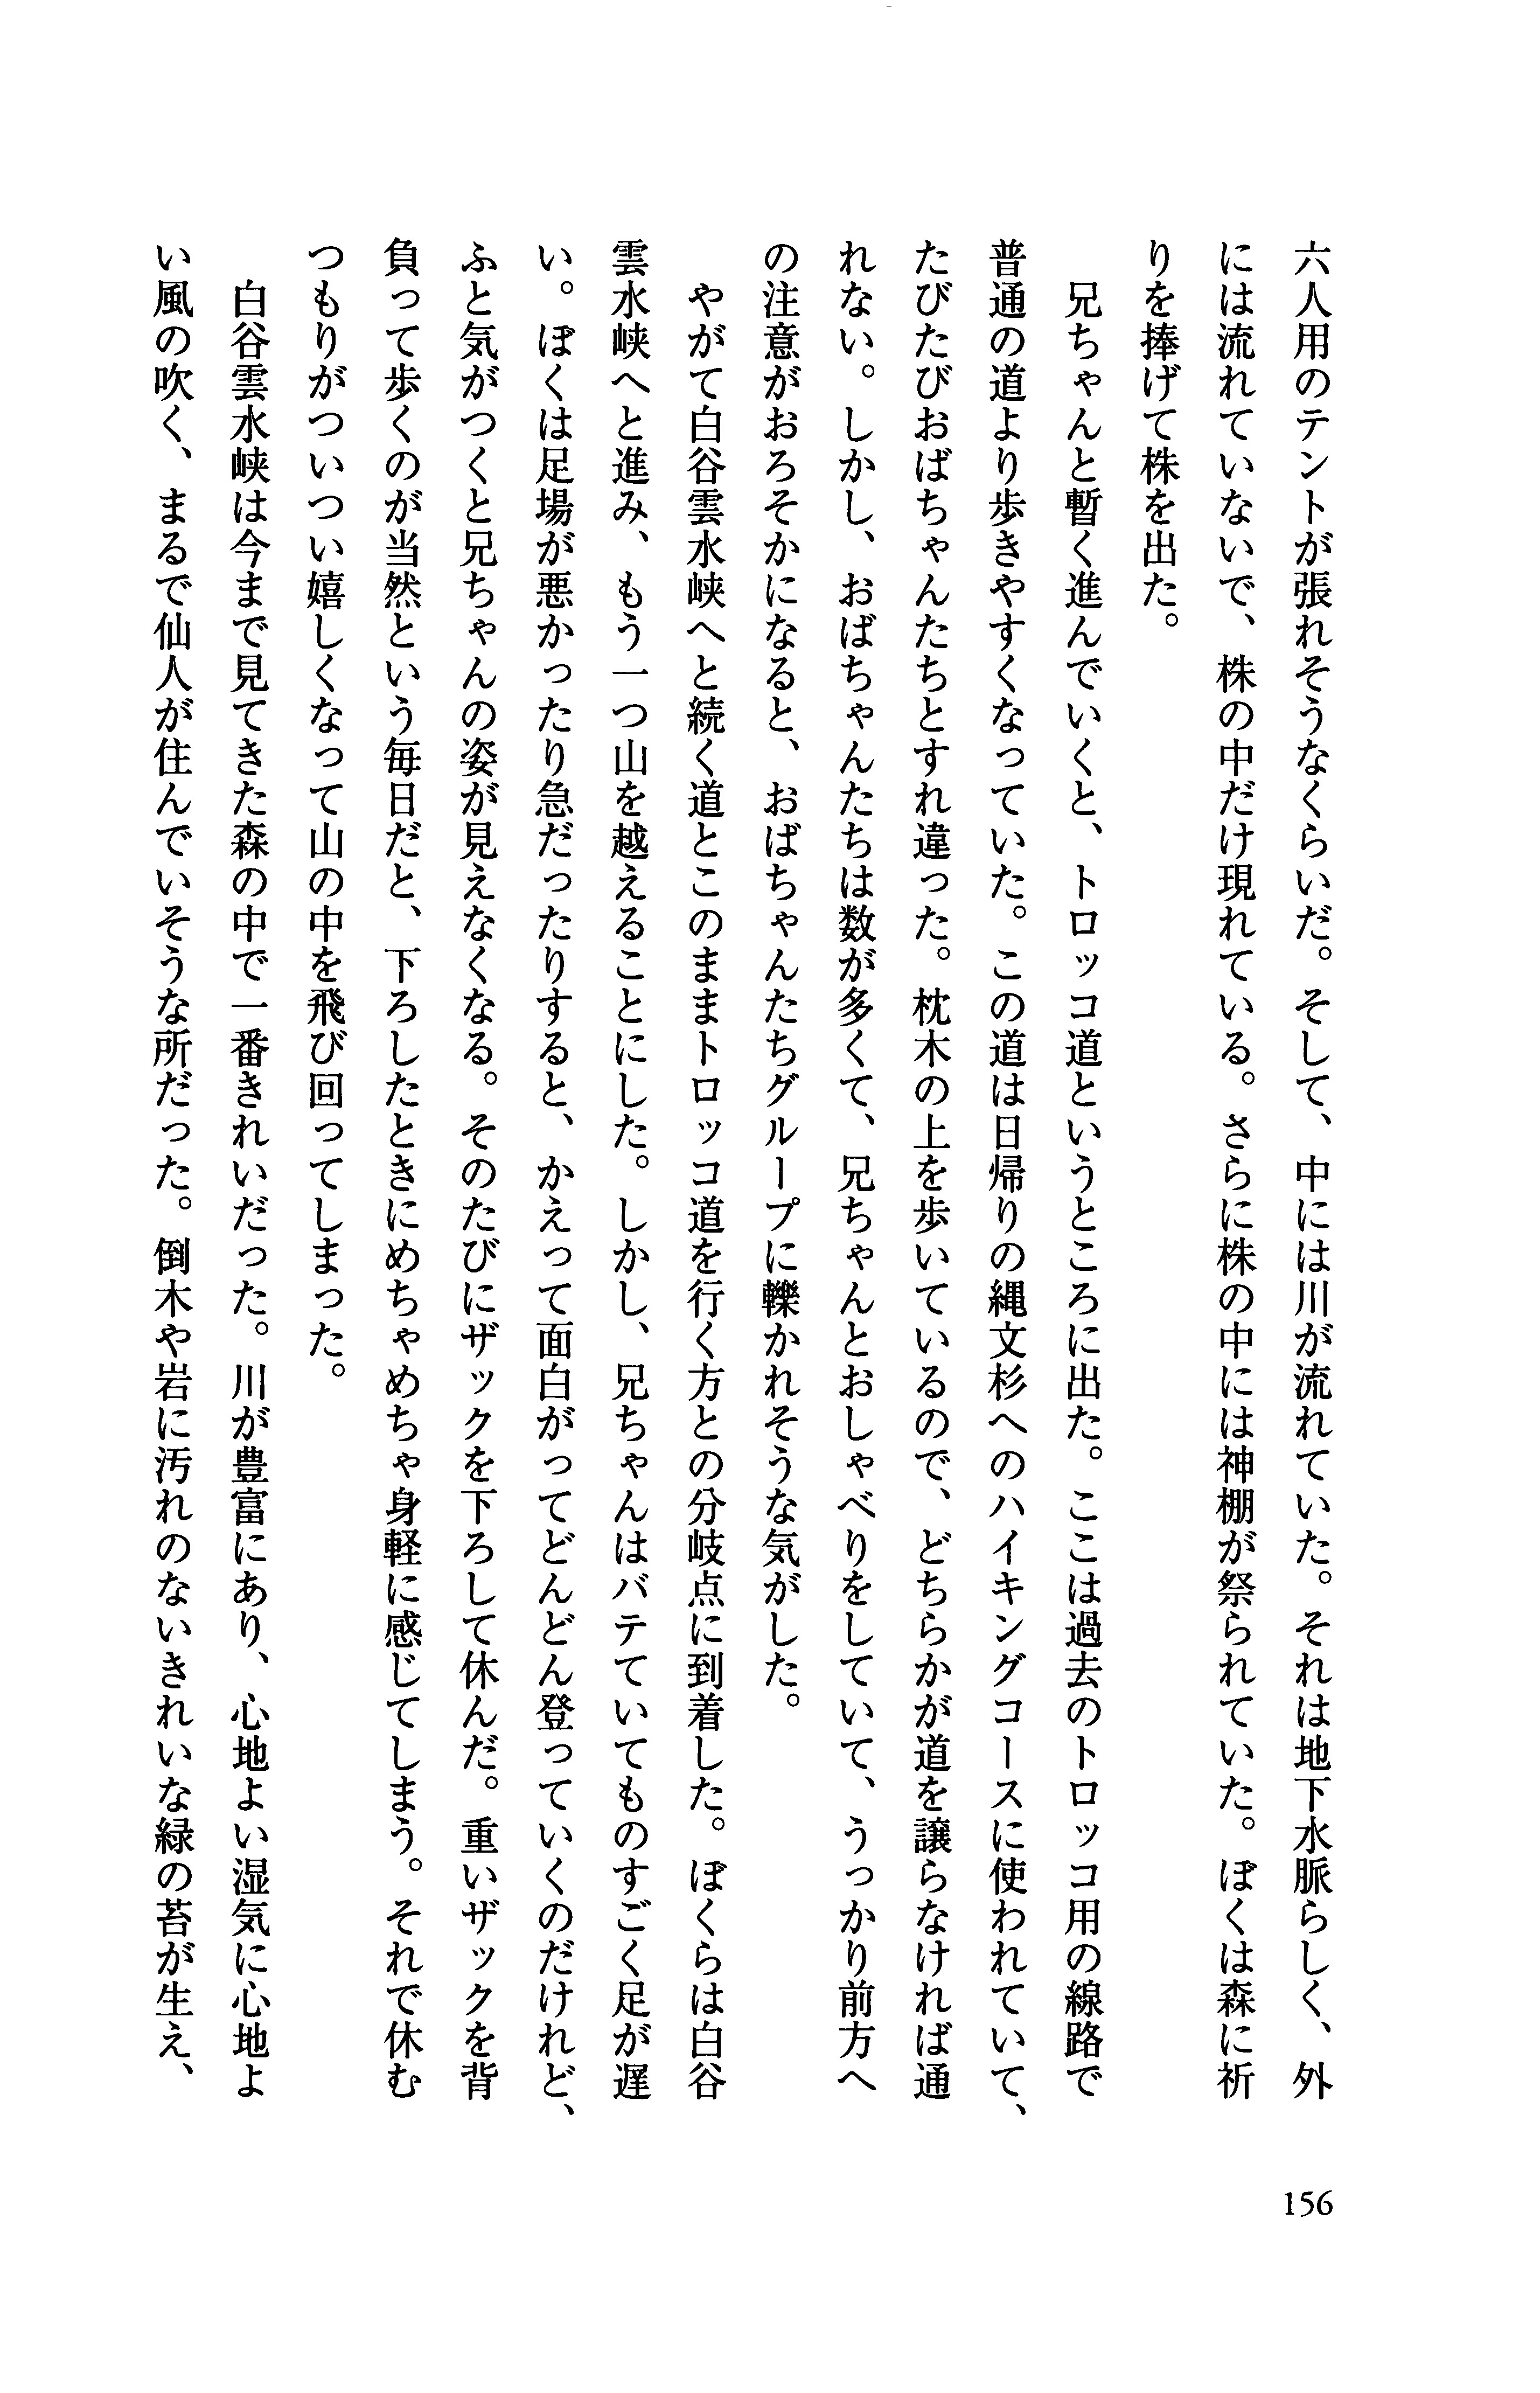 六人用のテントが張れそうなくらいだ。そして、中には川が流れていた。それは地下水脈らしく、外
には流れていないで、株の中だけ現れている。さらに株の中には神棚が祭られていた。ぼくは森に祈
りを捧げて株を出た。
　兄ちゃんと暫く進んでいくと、トロッコ道というところに出た。ここは過去のトロッコ用の線路で
普通の道より歩きやすくなっていた。この道は日帰りの縄文杉へのハイキングコースに使われていて、
たびたびおばちゃんたちとすれ違った。枕木の上を歩いているので、どちらかが道を譲らなければ通
れない。しかし、おばちゃんたちは数が多くて、兄ちゃんとおしゃべりをしていて、うっかり前方へ
の注意がおろそかになると、おばちゃんたちグループに轢かれそうな気がした。
　やがて白谷雲水峡へと続く道とこのままトロッコ道を行く方との分岐点に到着した。ぼくらは白谷
雲水峡へと進み、もう一つ山を越えることにした。しかし、兄ちゃんはバテていてものすごく足が遅
い。ぼくは足場が悪かったり急だったりすると、かえって面白がってどんどん登っていくのだけれど、
ふと気がつくと兄ちゃんの姿が見えなくなる。そのたびにザックを下ろして休んだ。重いザックを背
負って歩くのが当然という毎日だと、下ろしたときにめちゃめちゃ身軽に感じてしまう。それで休む
つもりがついつい嬉しくなって山の中を飛び回ってしまった。
　白谷雲水峡は今まで見てきた森の中で一番きれいだった。川が豊富にあり、心地よい湿気に心地よ
い風の吹く、まるで仙人が住んでいそうな所だった。倒木や岩に汚れのないきれいな緑の苔が生え、
156